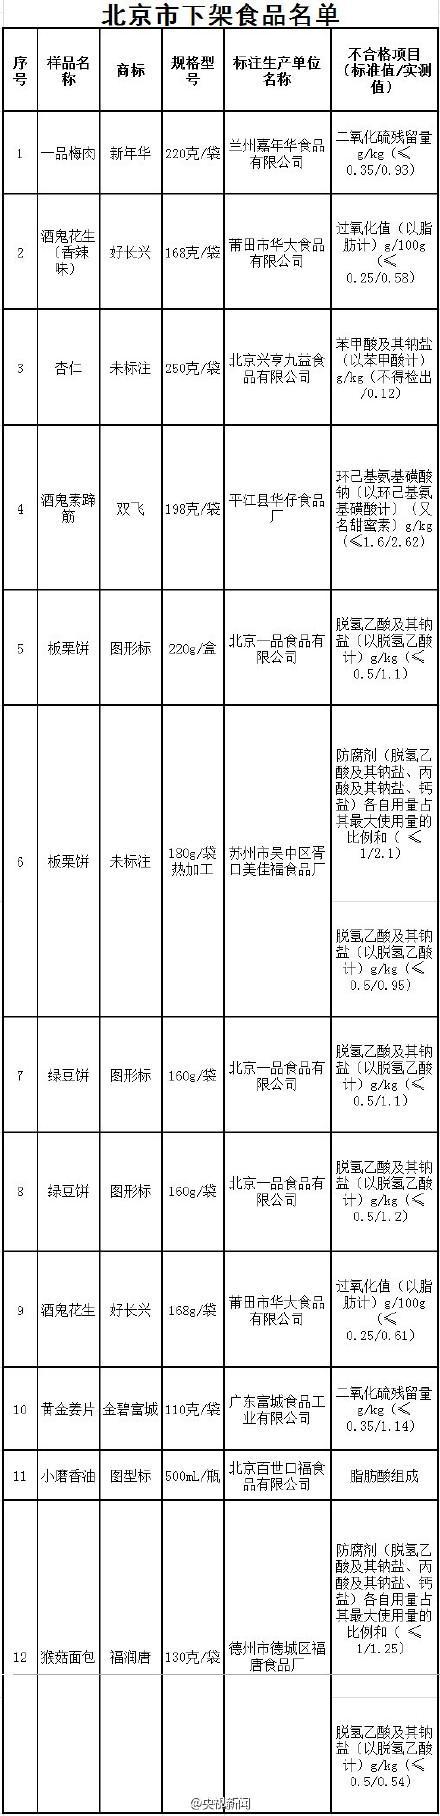 北京市下架食品名单
序号
样品名称
商标
规格型号
标注生产单位名称
不合格项目
(标准值/实测值)
1
一品梅肉
新年华
220克/袋
兰州嘉年华食品
有限公司
二氧化硫残留量
g/kg (≤
0.35/0.93)
2
酒鬼花生
(香辣
味)
好长兴
168克/袋
莆田市华大食品
有限公司
过氧化值 (以脂
肪计) g/100g
(≤
0.25/0.58)
3
杏仁
未标注
250克/袋
北京兴亨九益食
品有限公司
苯甲酸及其钠盐
(以苯甲酸计)
g/kg (不得检出
/0.12)
4
酒鬼素蹄
筋
双飞
198克/袋
平江县华仔食品
厂
环己基氨基磺酸
钠 (以环己基氨
基磺酸计) (又
名甜蜜素) g/kg
(≤1.6/2.62)
5
板栗饼
图形标
220g/盒
北京一品食品有
限公司
脱氢乙酸及其钠
盐 (以脱氢乙酸
计) g/kg (≤
0.5/1.1)
6
板栗饼
未标注
180g/袋
热加工
苏州市吴中区胥
口美佳福食品厂
防腐剂 (脱氢乙
酸及其钠盐、丙
酸及其钠盐、钙
盐) 各自用量占
其最大使用量的
比例和 ( ≤
1/2.1)
脱氢乙酸及其钠
盐 (以脱氢乙酸
计) g/kg (≤
0.5/0.95)
7
绿豆饼
图形标
160g/袋
北京一品食品有
限公司
脱氢乙酸及其钠
盐 (以脱氢乙酸
计) g/kg (≤
0.5/1.1)
8
绿豆饼
图形标
160g/袋
北京一品食品有
限公司
脱氢乙酸及其钠
盐 (以脱氢乙酸
计) g/kg (≤
0.5/1.2)
9
酒鬼花生
好长兴
168g/袋
莆田市华大食品
有限公司
过氧化值 (以脂
肪计) g/100g
(≤
0.25/0.61)
10
黄金姜片
金碧富城
110克/袋
广东富城食品工
业有限公司
二氧化硫残留量
g/kg (≤
0.35/1.14)
11
小磨香油
图型标
500mL/瓶
北京百世口福食
品有限公司
脂肪酸组成
12
猴菇面包
福润唐
130克/袋
德州市德城区福
唐食品厂
防腐剂 (脱氢乙
酸及其钠盐、丙
酸及其钠盐、钙
盐) 各自用量占
其最大使用量的
比例和 ( ≤
1/1.25)
脱氢乙酸及其钠
盐 (以脱氢乙酸
计) g/kg (≤
0.5/0.54)
@央视新闻